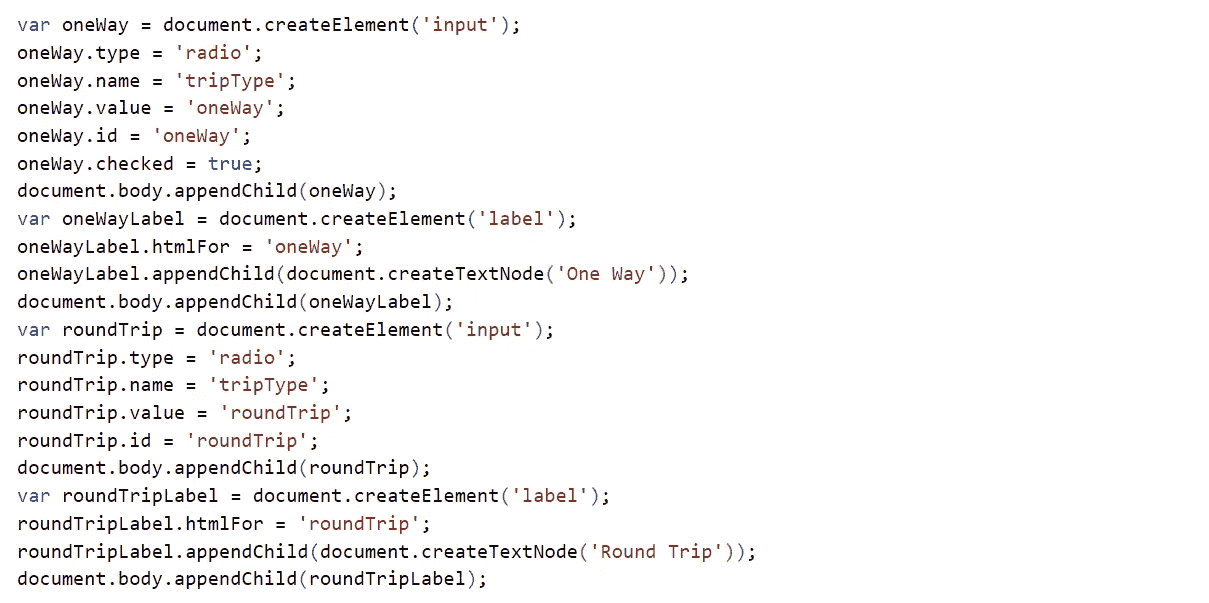 var oneWay = document.createElement('input');
oneWay.type = 'radio';
oneWay.name = 'tripType';
oneWay.value = 'oneWay';
oneWay.id = 'oneWay';
oneWay.checked = true;
document.body.appendChild(oneWay);
var oneWayLabel = document.createElement('label');
oneWayLabel.htmlFor = 'oneWay';
oneWayLabel.appendChild(document.createTextNode('One Way'));
document.body.appendChild(oneWayLabel);
var roundTrip = document.createElement('input');
roundTrip.type = 'radio';
roundTrip.name = 'tripType';
roundTrip.value = 'roundTrip';
roundTrip.id = 'roundTrip';
document.body.appendChild(roundTrip);
var roundTripLabel = document.createElement('label');
roundTripLabel.htmlFor = 'roundTrip';
roundTripLabel.appendChild(document.createTextNode('Round Trip'));
document.body.appendChild(roundTripLabel);